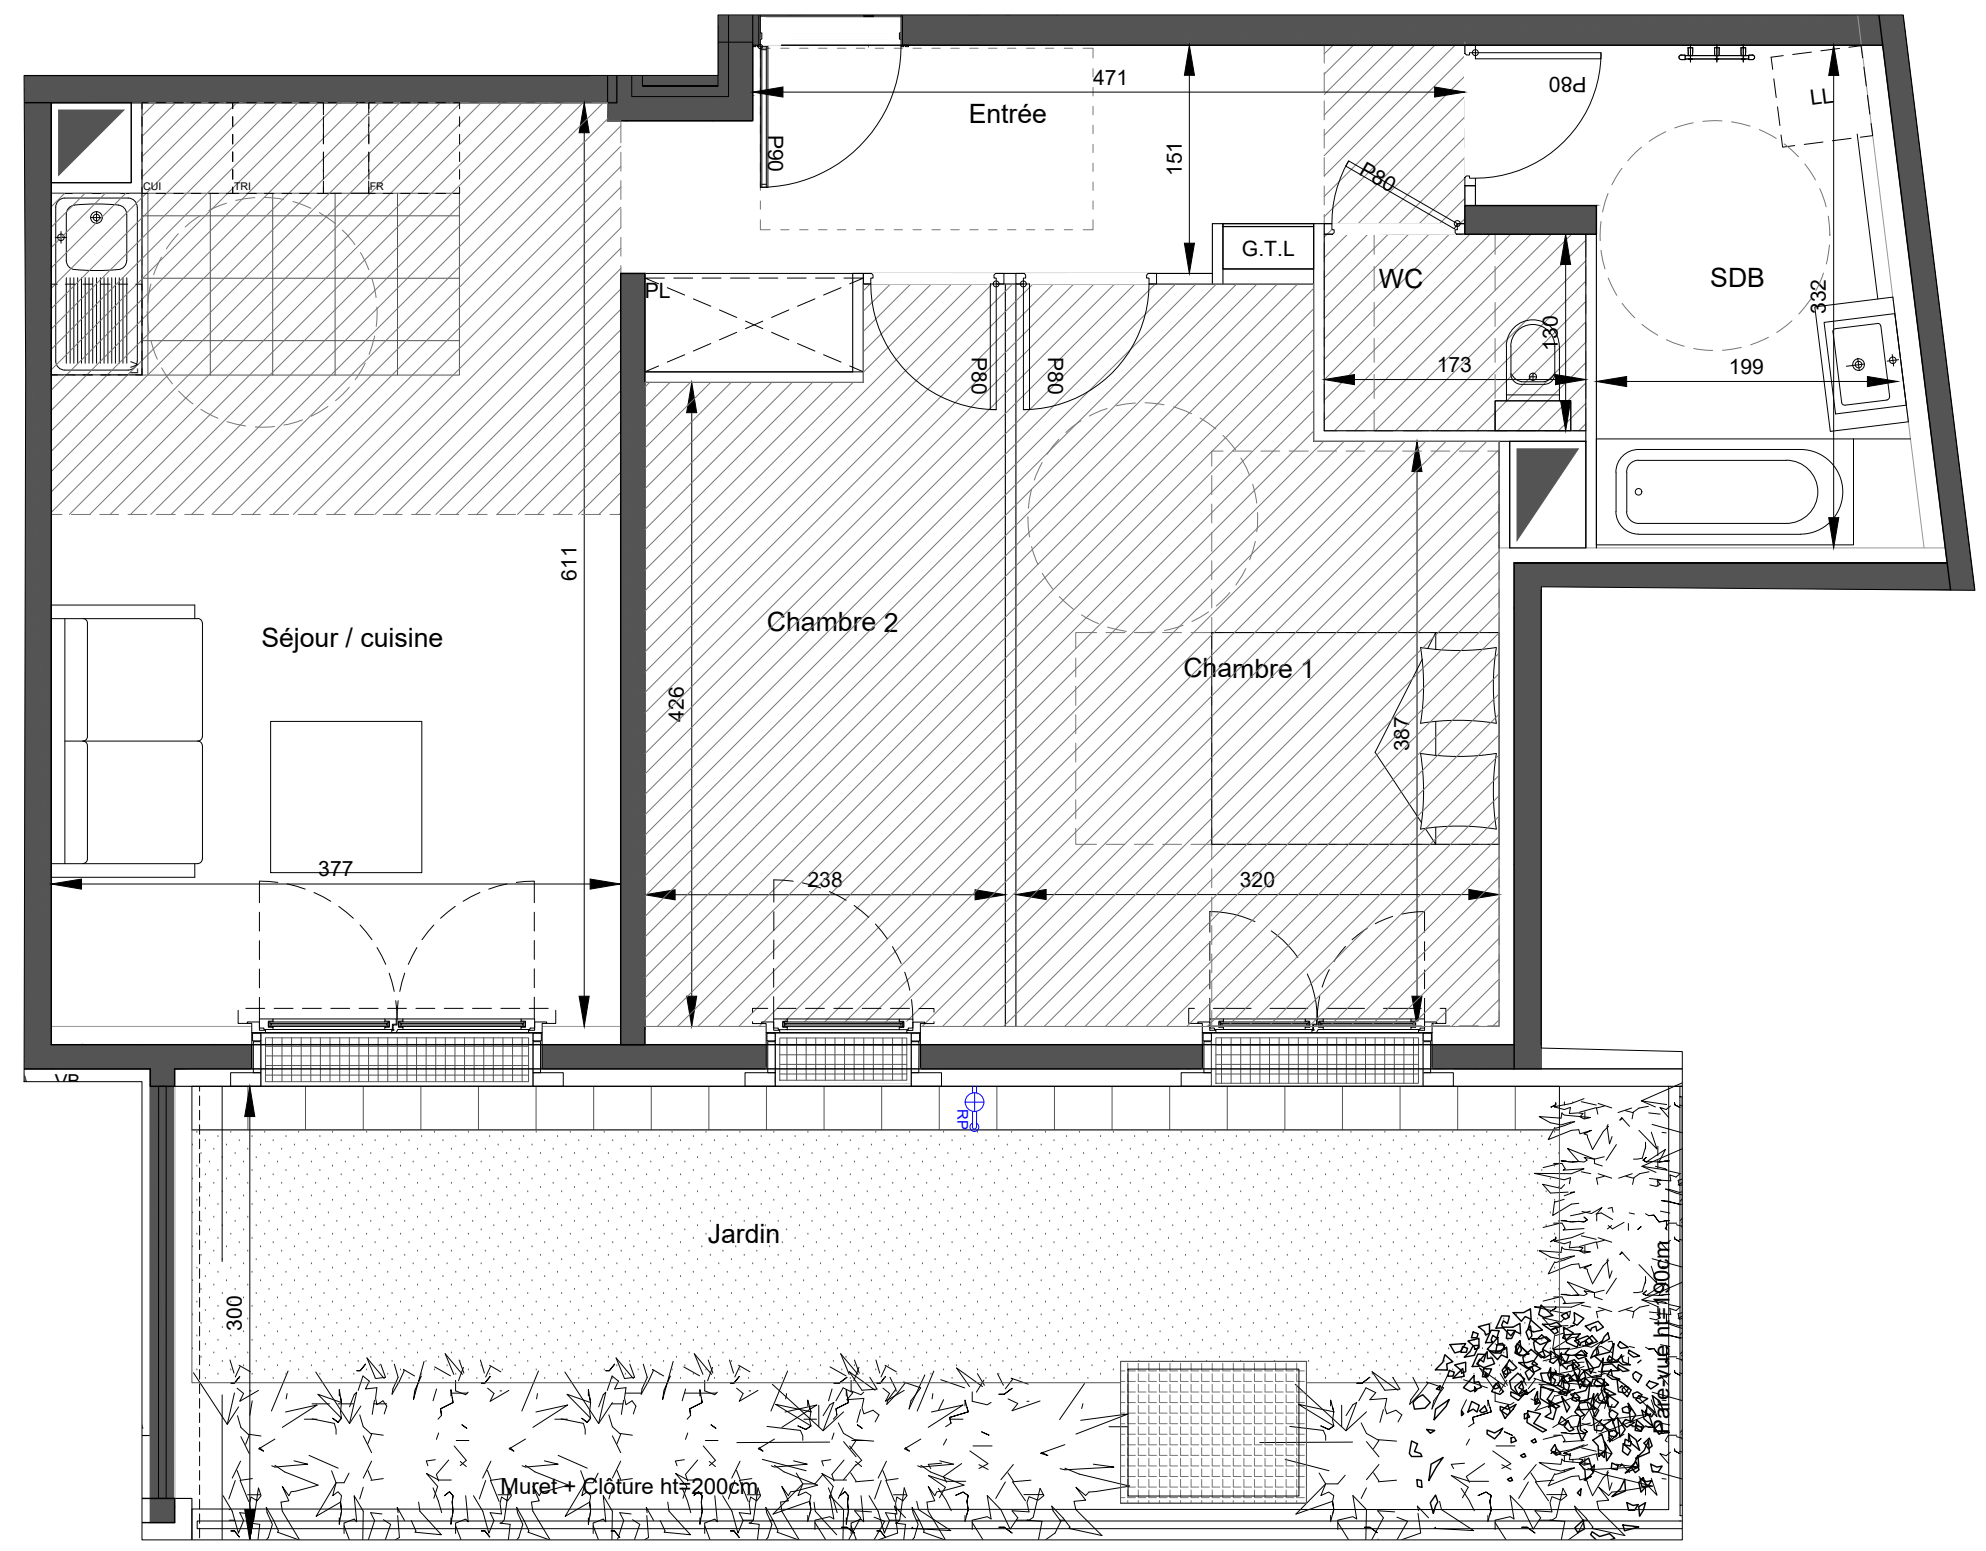 471
Entrée
P90
151
P80
P80
LL
CUI
TRI
FR
G.T.L
WC
SDB
PL
332
130
173
199
P80
P80
611
Chambre 2
Séjour / cuisine
Chambre 1
426
387
377
238
320
RP
Jardin
300
Pare-vue ht=190cm
Muret + Clôture ht=200cm